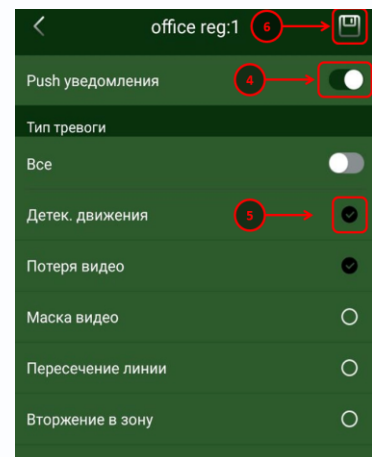 office reg:1 6
Push уведомления 4
Тип тревоги
Все
Детек. движения 5
Потеря видео
Маска видео
Пересечение линии
Вторжение в зону